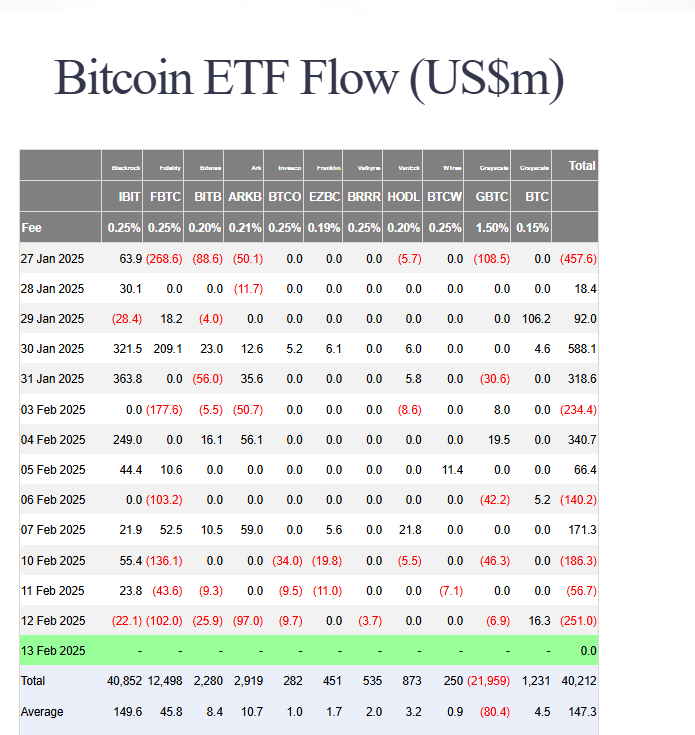 Bitcoin ETF Flow (US$m)
Blackrock Fidelity Bitwise Ark Invesco Franklin Valkyrie VanEck WTree Grayscale Grayscale Total
IBIT FBTC BITB ARKB BTCO EZBC BRRR HODL BTCW GBTC BTC
Fee 0.25% 0.25% 0.20% 0.21% 0.25% 0.19% 0.25% 0.20% 0.25% 1.50% 0.15%
27 Jan 2025 63.9 (268.6) (88.6) (50.1) 0.0 0.0 0.0 (5.7) 0.0 (108.5) 0.0 (457.6)
28 Jan 2025 30.1 0.0 0.0 (11.7) 0.0 0.0 0.0 0.0 0.0 0.0 0.0 18.4
29 Jan 2025 (28.4) 18.2 (4.0) 0.0 0.0 0.0 0.0 0.0 0.0 0.0 106.2 92.0
30 Jan 2025 321.5 209.1 23.0 12.6 5.2 6.1 0.0 6.0 0.0 0.0 4.6 588.1
31 Jan 2025 363.8 0.0 (56.0) 35.6 0.0 0.0 0.0 5.8 0.0 (30.6) 0.0 318.6
03 Feb 2025 0.0 (177.6) (5.5) (50.7) 0.0 0.0 0.0 (8.6) 0.0 8.0 0.0 (234.4)
04 Feb 2025 249.0 0.0 16.1 56.1 0.0 0.0 0.0 0.0 0.0 19.5 0.0 340.7
05 Feb 2025 44.4 10.6 0.0 0.0 0.0 0.0 0.0 0.0 11.4 0.0 0.0 66.4
06 Feb 2025 0.0 (103.2) 0.0 0.0 0.0 0.0 0.0 0.0 0.0 (42.2) 5.2 (140.2)
07 Feb 2025 21.9 52.5 10.5 59.0 0.0 5.6 0.0 21.8 0.0 0.0 0.0 171.3
10 Feb 2025 55.4 (136.1) 0.0 0.0 (34.0) (19.8) 0.0 (5.5) 0.0 (46.3) 0.0 (186.3)
11 Feb 2025 23.8 (43.6) (9.3) 0.0 (9.5) (11.0) 0.0 0.0 (7.1) 0.0 0.0 (56.7)
12 Feb 2025 (22.1) (102.0) (25.9) (97.0) (9.7) 0.0 (3.7) 0.0 0.0 (6.9) 16.3 (251.0)
13 Feb 2025 - - - - - - - - - - - 0.0
Total 40,852 12,498 2,280 2,919 282 451 535 873 250 (21,959) 1,231 40,212
Average 149.6 45.8 8.4 10.7 1.0 1.7 2.0 3.2 0.9 (80.4) 4.5 147.3